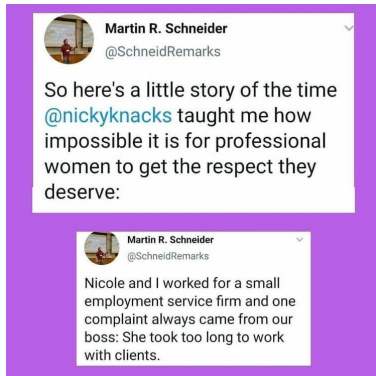 Martin R. Schneider
@SchneidRemarks
So here's a little story of the time
@nickyknacks taught me how
impossible it is for professional
women to get the respect they
deserve:
Martin R. Schneider
@SchneidRemarks
Nicole and I worked for a small
employment service firm and one
complaint always came from our
boss: She took too long to work
with clients.